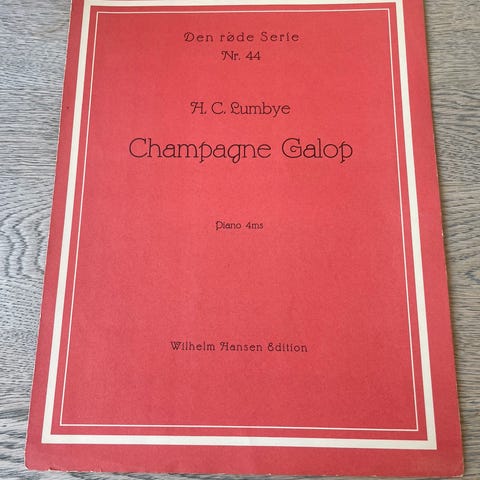 Den røde Serie
Nr. 44
H. C. Lumbye
Champagne Galop
Piano 4ms
Wilhelm Hansen Edition